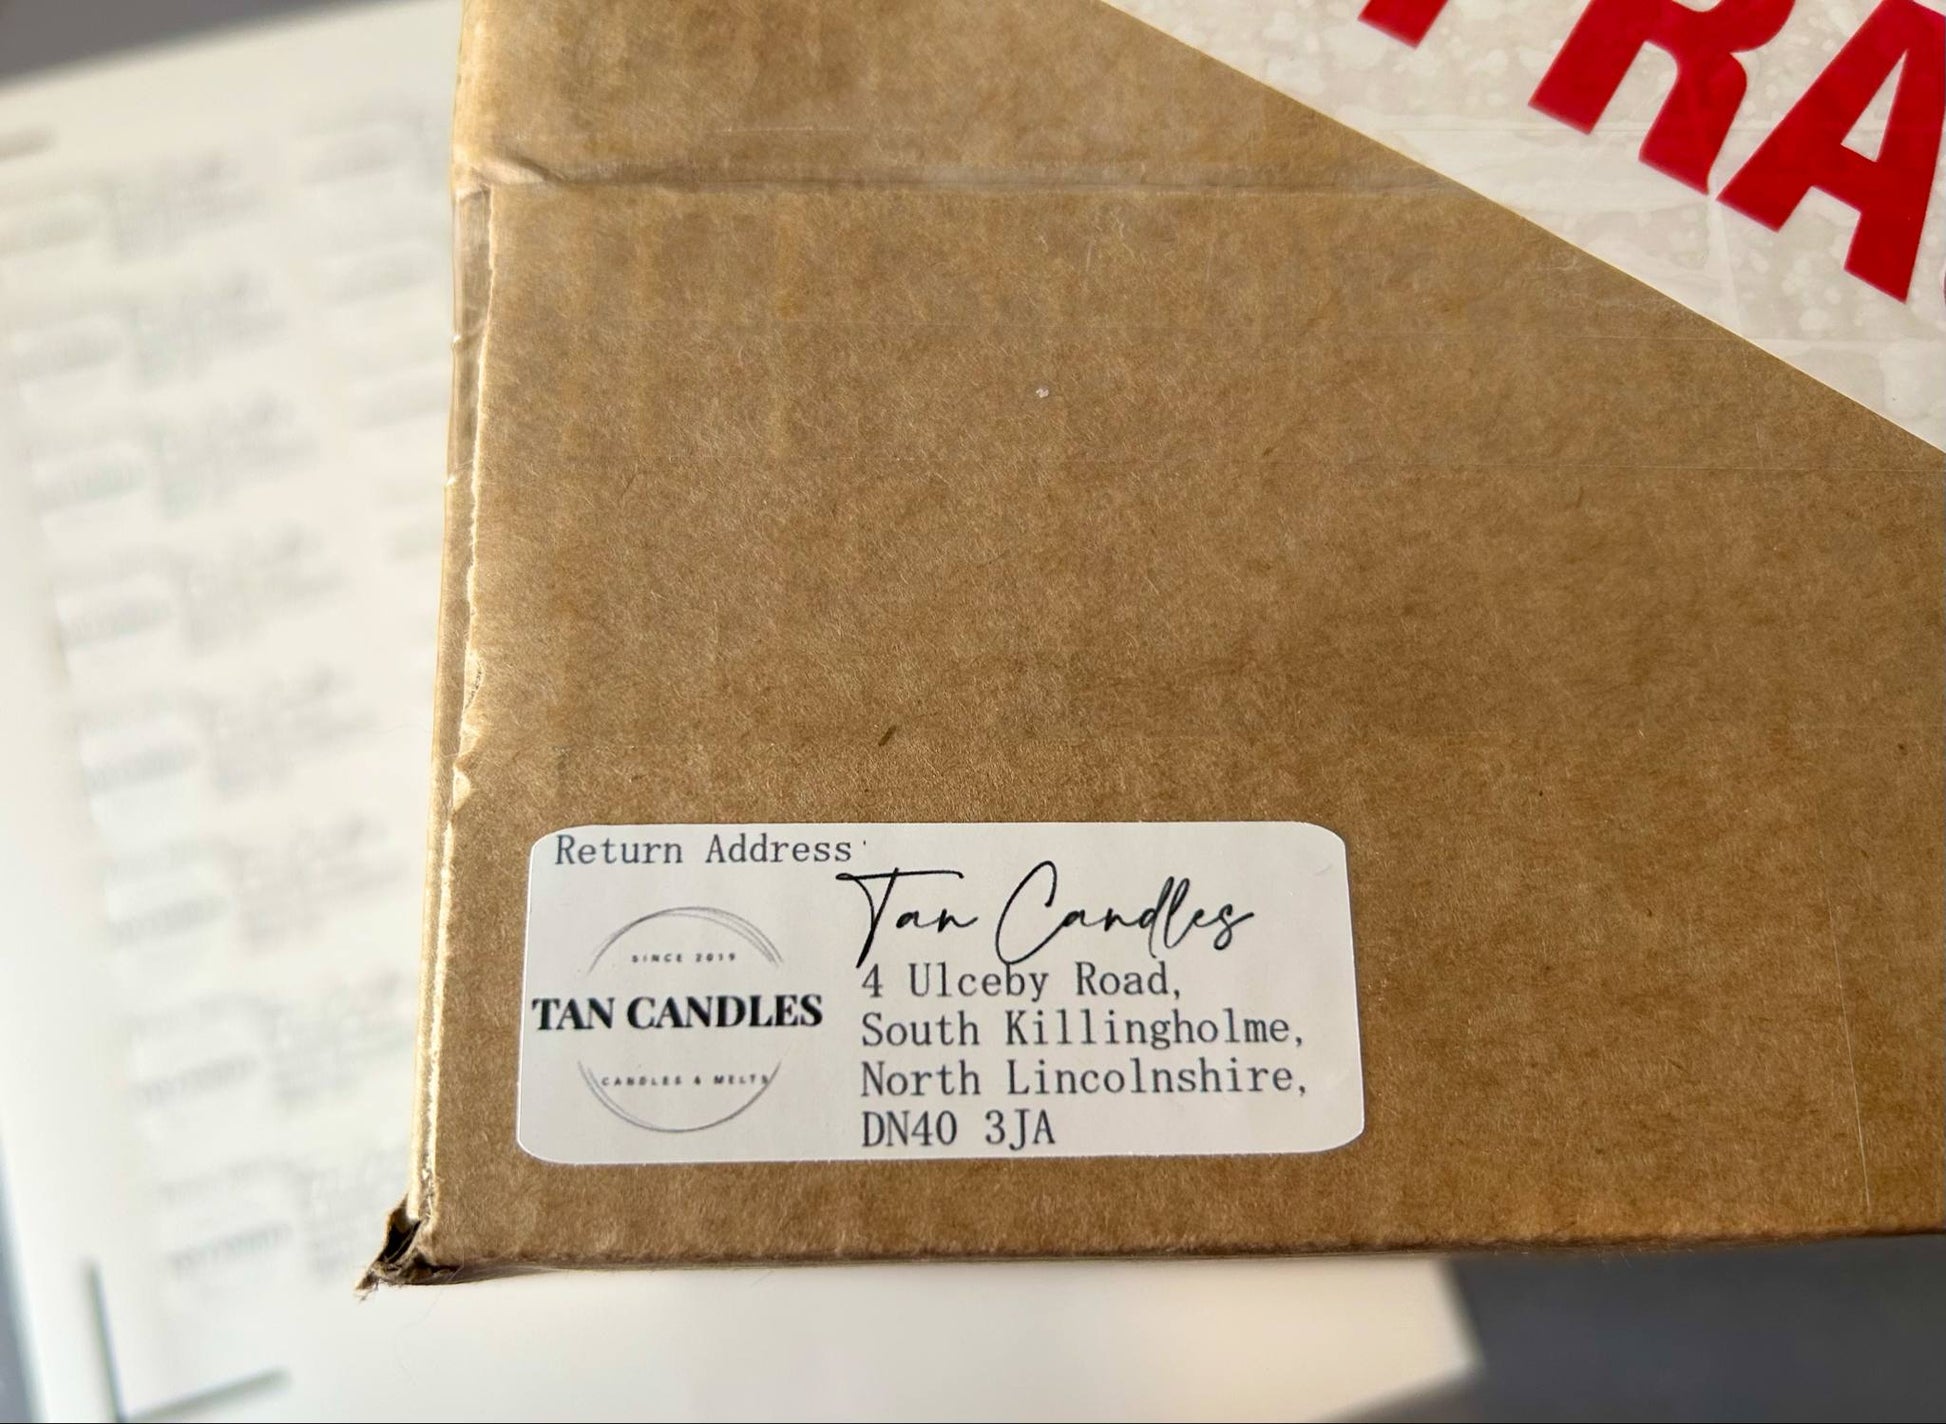 FRA
Return Address
Tan Candles
4 Ulceby Road,
South Killingholme,
North Lincolnshire,
DN40 3JA
SINCE 2019
TAN CANDLES
CANDLES & MELTS